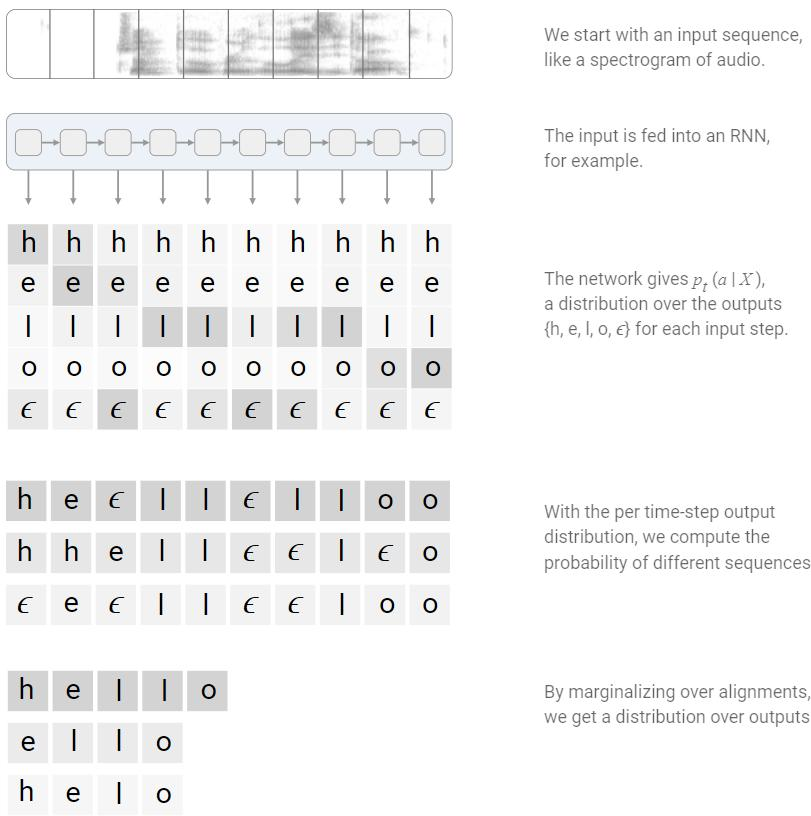 We start with an input sequence,
like a spectrogram of audio.
The input is fed into an RNN,
for example.
h h h h h h h h h h
e e e e e e e e e e
l l l l l l l l l l
o o o o o o o o o o
ϵ ϵ ϵ ϵ ϵ ϵ ϵ ϵ ϵ ϵ
The network gives pₜ (a | X),
a distribution over the outputs
{h, e, l, o, ϵ} for each input step.
h e ϵ l l ϵ l l o o
h h e l l ϵ ϵ l ϵ o
ϵ e ϵ l l ϵ ϵ l o o
With the per time-step output
distribution, we compute the
probability of different sequences
h e l l o
e l l o
h e l o
By marginalizing over alignments,
we get a distribution over outputs